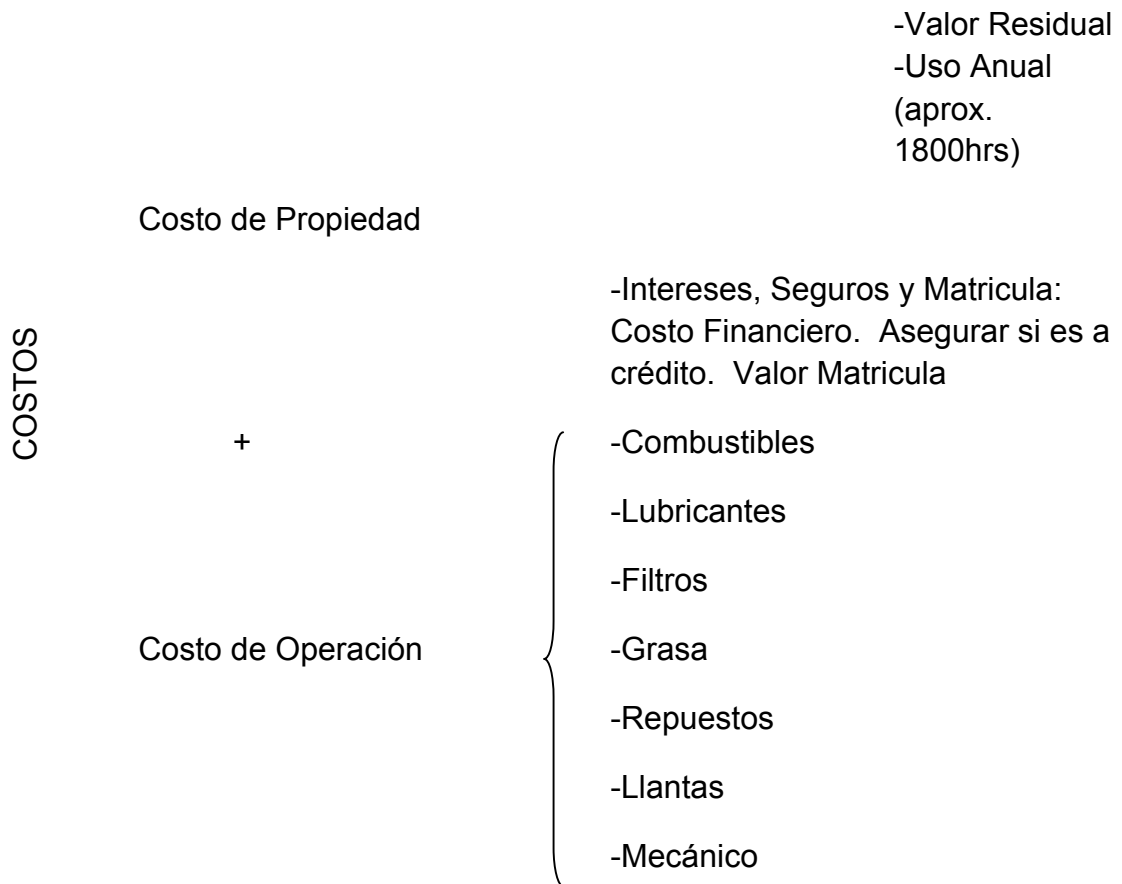 -Valor Residual
-Uso Anual
(aprox.
1800hrs)
Costo de Propiedad
-Intereses, Seguros y Matricula:
Costo Financiero.  Asegurar si es a
crédito.  Valor Matricula
COSTOS
+
-Combustibles
-Lubricantes
-Filtros
Costo de Operación
-Grasa
-Repuestos
-Llantas
-Mecánico